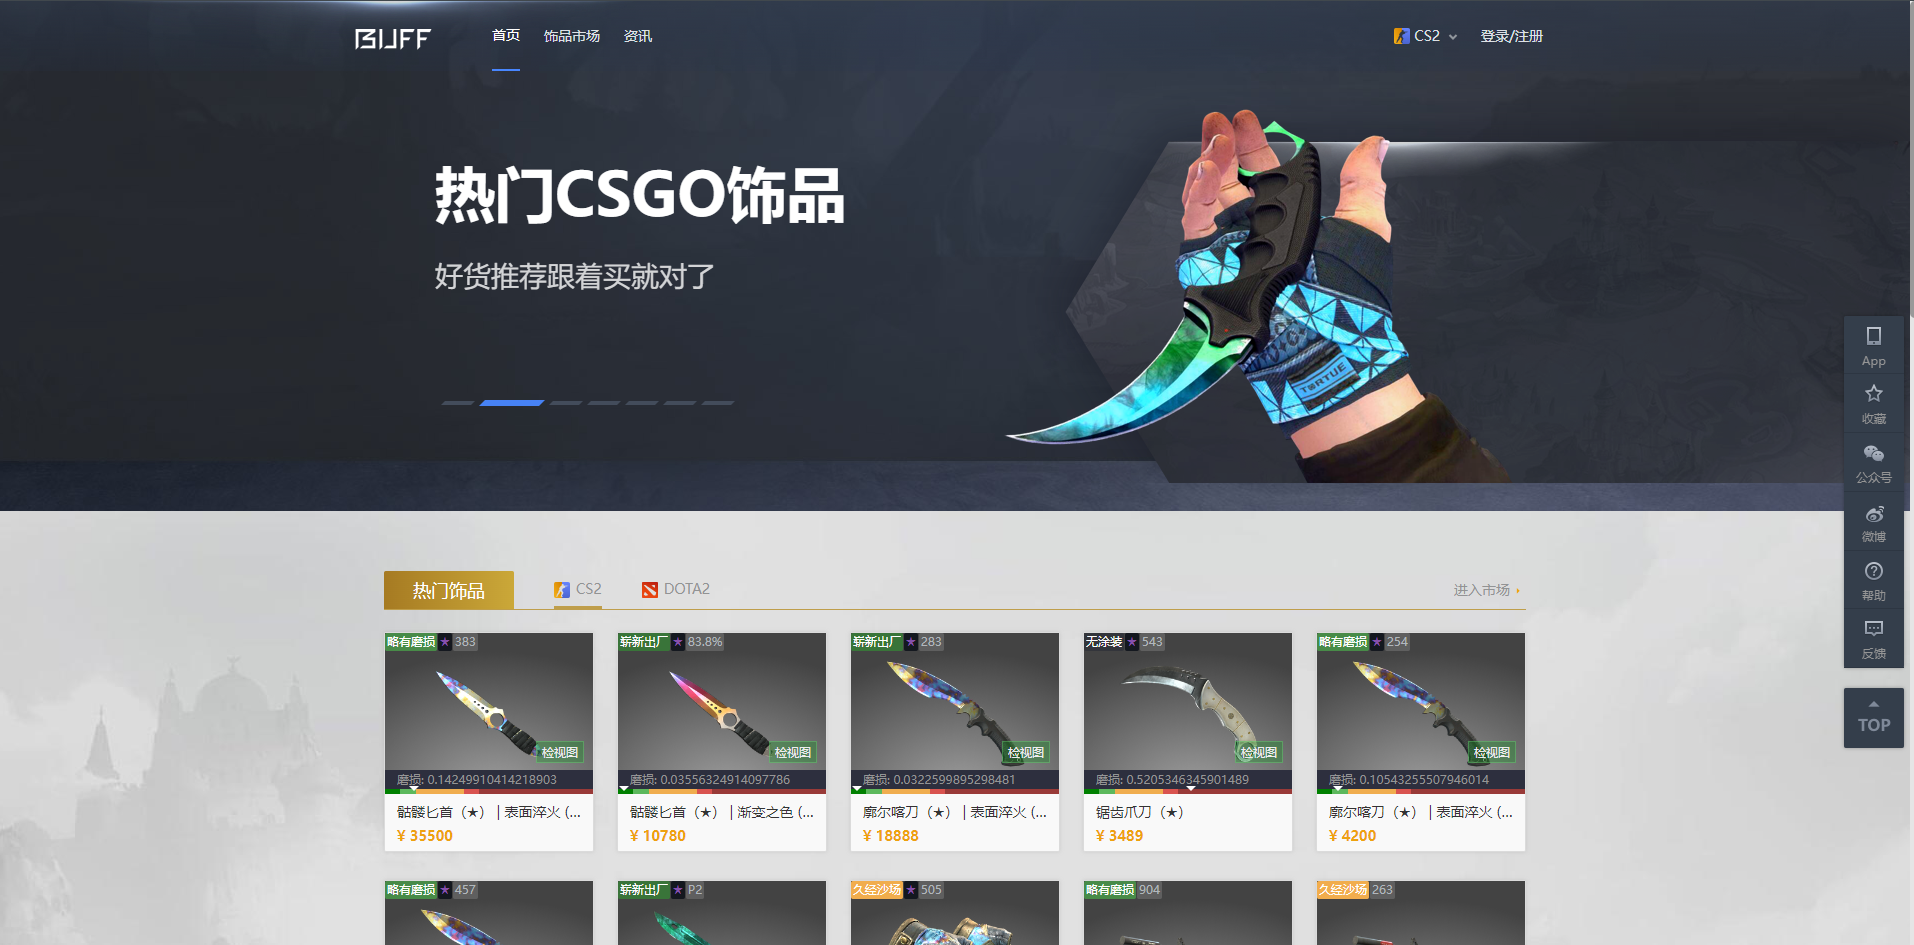 BUFF 首页 饰品市场 资讯 CS2 登录/注册
热门CSGO饰品
好货推荐跟着买就对了
TORTUE
App
收藏
公众号
微博
帮助
反馈
TOP
热门饰品 CS2 DOTA2 进入市场
略有磨损 ★ 383
检视图
磨损: 0.14249910414218903
骷髅匕首（★） | 表面淬火 (...
¥ 35500
崭新出厂 ★ 83.8%
检视图
磨损: 0.03556324914097786
骷髅匕首（★） | 渐变之色 (...
¥ 10780
崭新出厂 ★ 283
检视图
磨损: 0.0322599895298481
廓尔喀刀（★） | 表面淬火 (...
¥ 18888
无涂装 ★ 543
检视图
磨损: 0.5205346345901489
锯齿爪刀（★）
¥ 3489
略有磨损 ★ 254
检视图
磨损: 0.10543255507946014
廓尔喀刀（★） | 表面淬火 (...
¥ 4200
略有磨损 ★ 457
崭新出厂 ★ P2
久经沙场 ★ 505
略有磨损 904
久经沙场 263